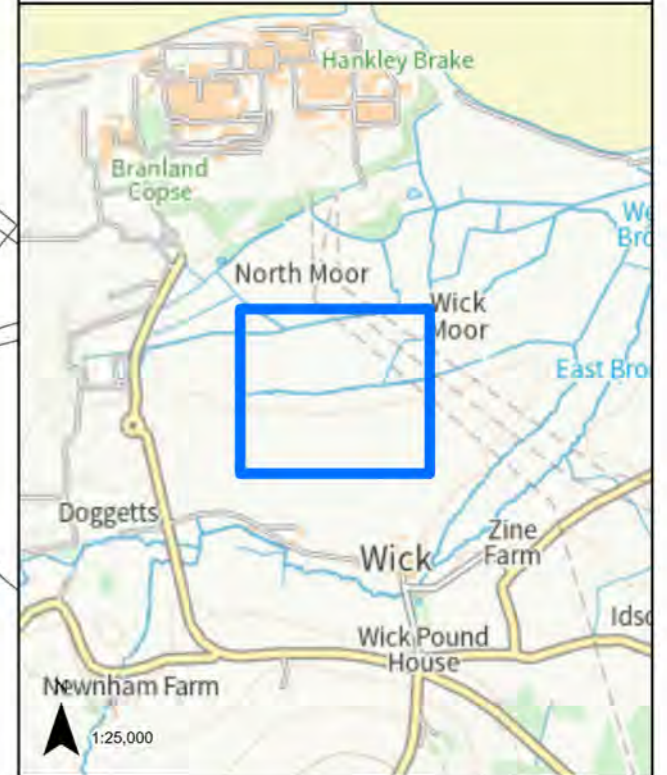 Hankley Brake
Branland
Copse
North Moor
Wick
Moor
East Bro
Doggetts
Wick
Zine
Farm
Wick Pound
House
Newnham Farm
N
1:25,000